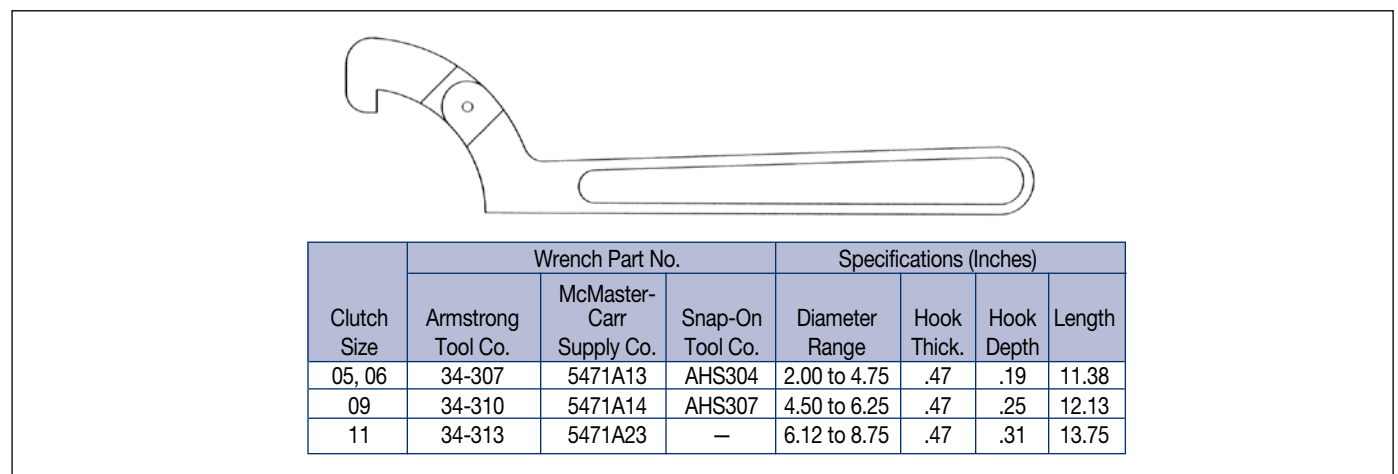 Wrench Part No. Specifications (Inches)
Clutch Size Armstrong Tool Co. McMaster-Carr Supply Co. Snap-On Tool Co. Diameter Range Hook Thick. Hook Depth Length
05, 06 34-307 5471A13 AHS304 2.00 to 4.75 .47 .19 11.38
09 34-310 5471A14 AHS307 4.50 to 6.25 .47 .25 12.13
11 34-313 5471A23 — 6.12 to 8.75 .47 .31 13.75